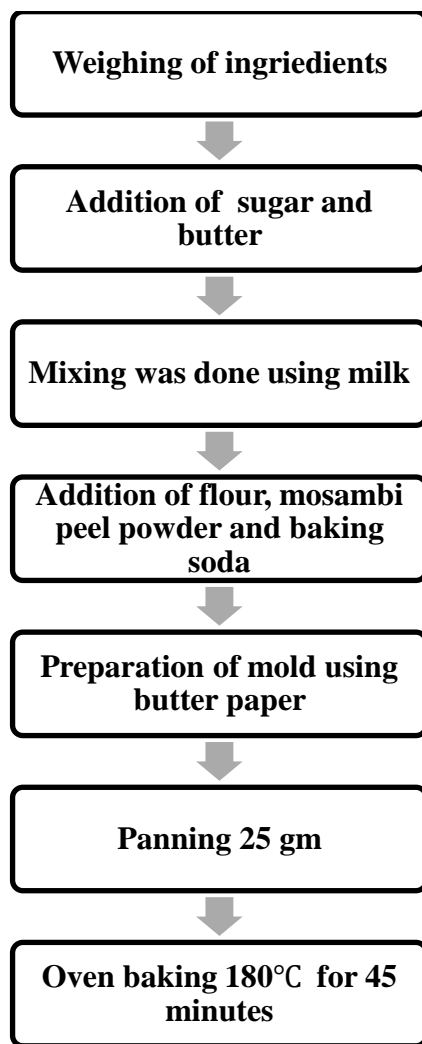 Weighing of ingriedients
Addition of  sugar and
butter
Mixing was done using milk
Addition of flour, mosambi
peel powder and baking
soda
Preparation of mold using
butter paper
Panning 25 gm
Oven baking 180℃  for 45
minutes